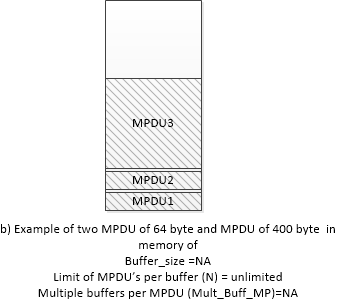 MPDU3
MPDU2
MPDU1
b) Example of two MPDU of 64 byte and MPDU of 400 byte in
memory of
Buffer_size =NA
Limit of MPDU's per buffer (N) = unlimited
Multiple buffers per MPDU (Mult_Buff_MP)=NA